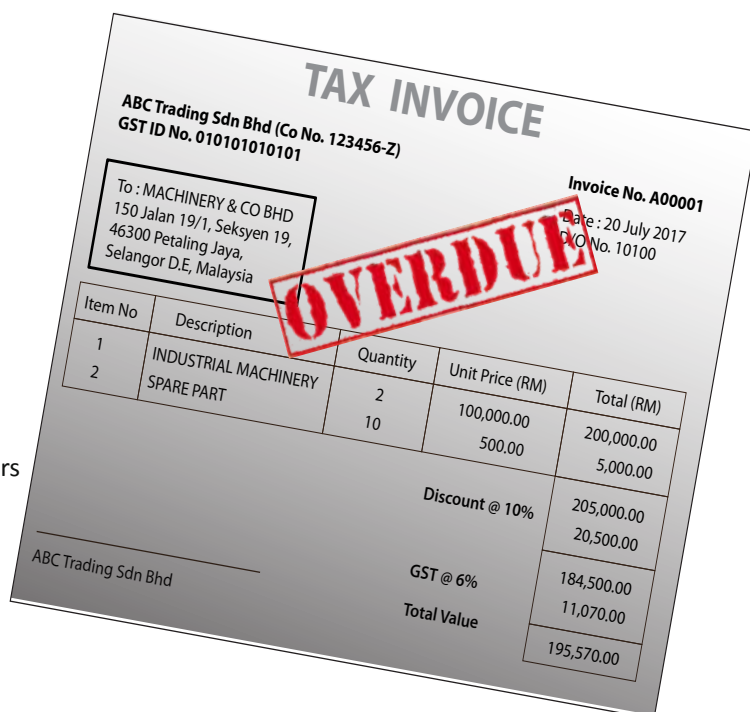 TAX INVOICE
ABC Trading Sdn Bhd (Co No. 123456-Z)
GST ID No. 010101010101
Invoice No. A00001
Date : 20 July 2017
D/O No. 10100
To : MACHINERY & CO BHD
150 Jalan 19/1, Seksyen 19,
46300 Petaling Jaya,
Selangor D.E, Malaysia
OVERDUE
Item No Description Quantity Unit Price (RM) Total (RM)
1 INDUSTRIAL MACHINERY 2 100,000.00 200,000.00
2 SPARE PART 10 500.00 5,000.00
205,000.00
Discount @ 10% 20,500.00
184,500.00
GST @ 6% 11,070.00
Total Value 195,570.00
ABC Trading Sdn Bhd
rs